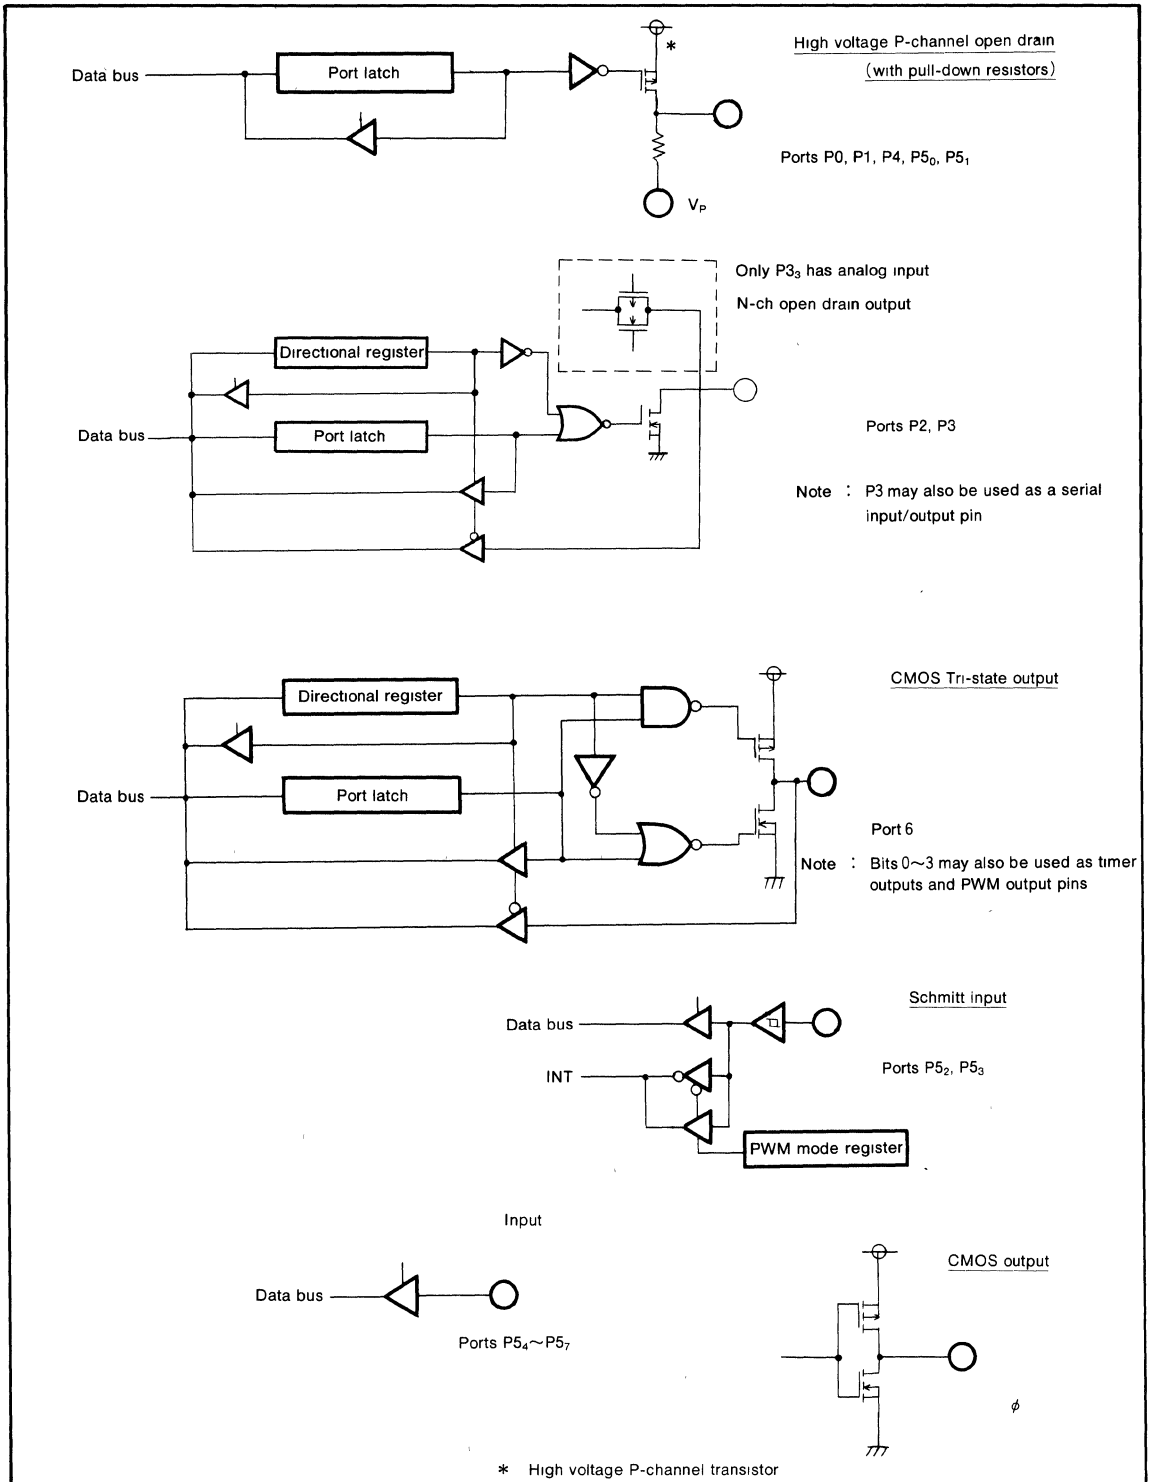 High voltage P-channel open drain
*
(with pull-down resistors)
Data bus
Port latch
Ports P0, P1, P4, P5₀, P5₁
Vₚ
Only P3₃ has analog input
N-ch open drain output
Directional register
Data bus
Port latch
Ports P2, P3
Note : P3 may also be used as a serial
input/output pin
CMOS Tri-state output
Directional register
Data bus
Port latch
Port 6
Note : Bits 0~3 may also be used as timer
outputs and PWM output pins
Schmitt input
Data bus
INT
Ports P5₂, P5₃
PWM mode register
Input
CMOS output
Data bus
Ports P5₄~P5₇
ϕ
* High voltage P-channel transistor